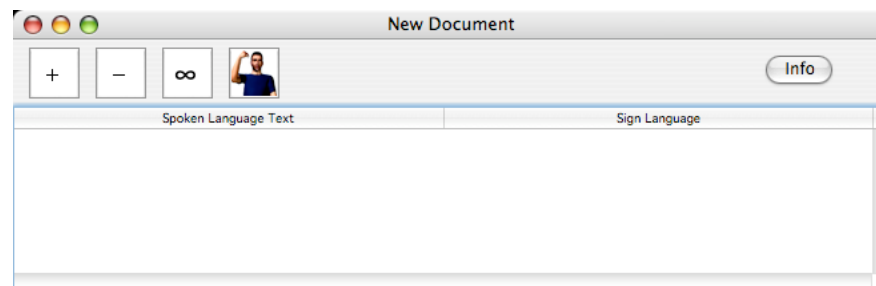 New Document
+ − ∞ Info
Spoken Language Text Sign Language